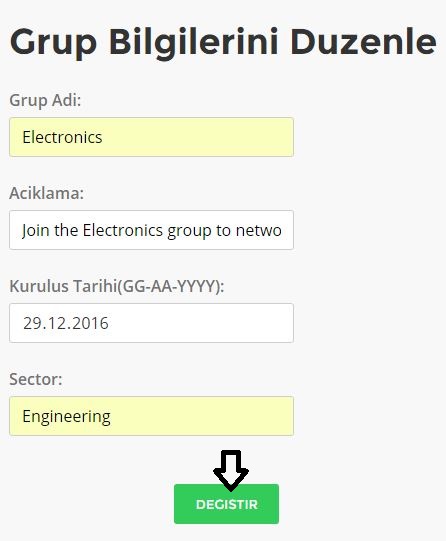 Grup Bilgilerini Duzenle
Grup Adi:
Electronics
Aciklama:
Join the Electronics group to netwo
Kurulus Tarihi(GG-AA-YYYY):
29.12.2016
Sector:
Engineering
DEGISTIR